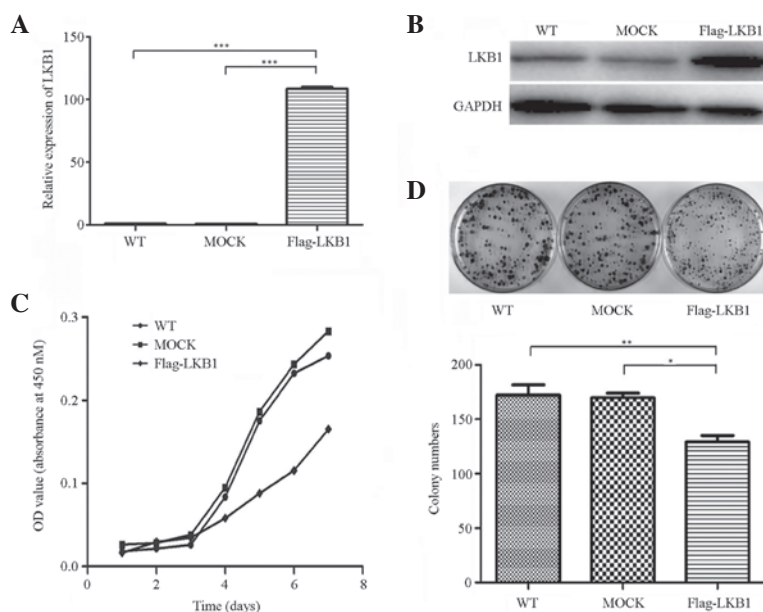 A
Relative expression of LKB1
150
100
50
0
***
***
WT
MOCK
Flag-LKB1
B
WT
MOCK
Flag-LKB1
LKB1
GAPDH
C
OD value (absorbance at 450 nM)
0.3
0.2
0.1
0.0
WT
MOCK
Flag-LKB1
0
2
4
6
8
Time (days)
D
WT
MOCK
Flag-LKB1
Colony numbers
200
150
100
50
0
**
*
WT
MOCK
Flag-LKB1